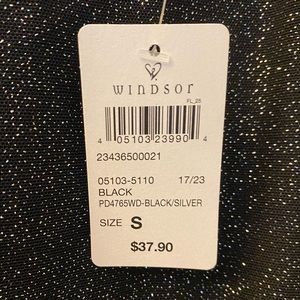 WINDSOR
FL_25
4 05103 23990 4
23436500021
05103-5110 17/23
BLACK
PD4765WD-BLACK/SILVER
SIZE S
$37.90